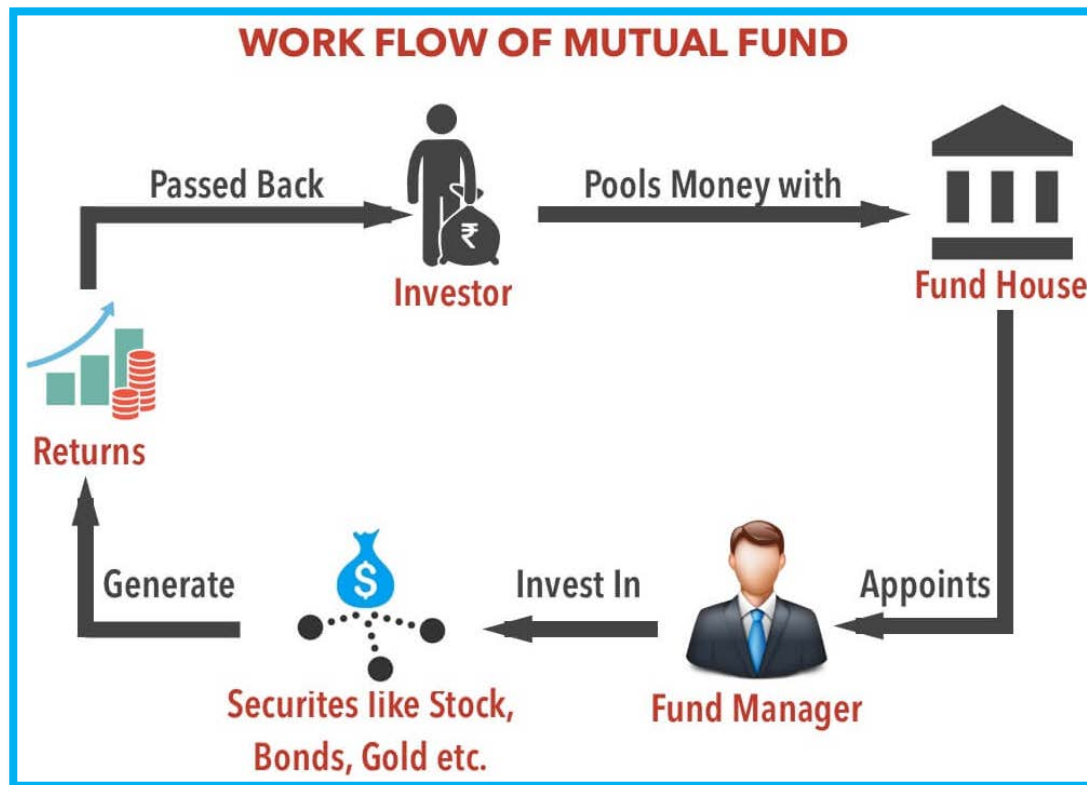 WORK FLOW OF MUTUAL FUND
Passed Back
Pools Money with
₹
Investor
Fund House
Returns
$
Generate
Invest In
Appoints
Securites like Stock,
Bonds, Gold etc.
Fund Manager